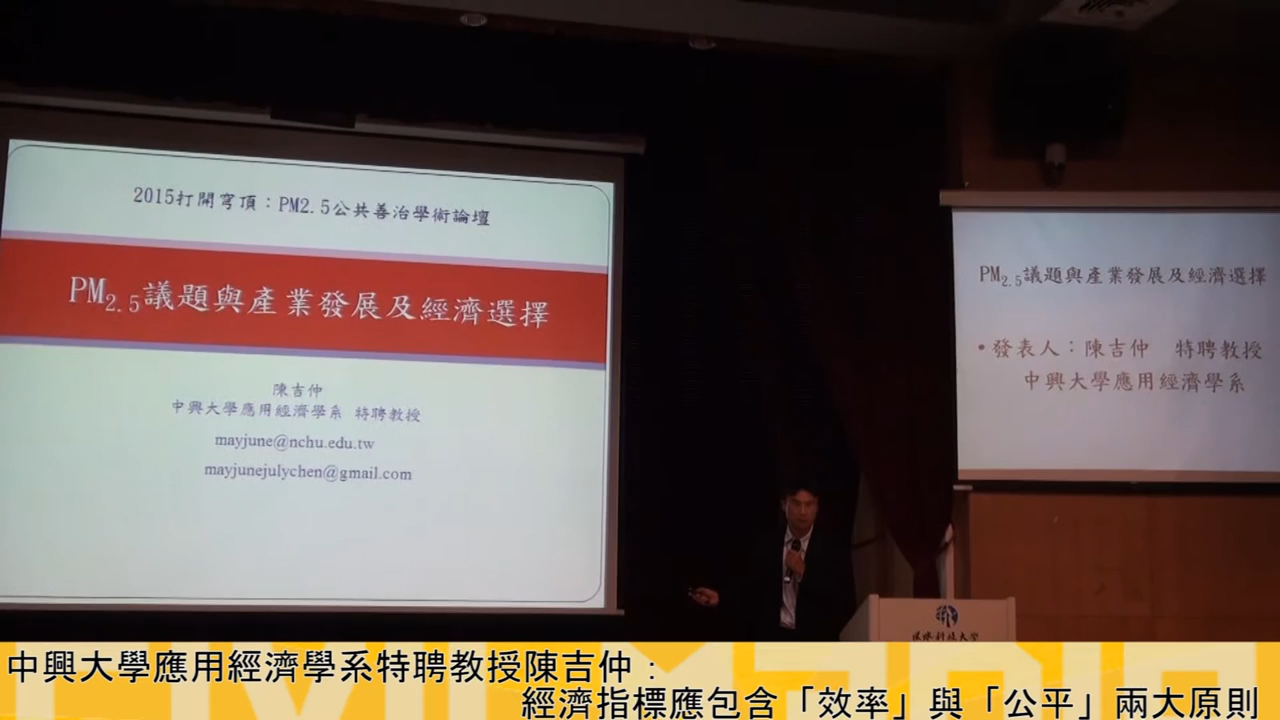 2015打開穹頂：PM2.5公共善治學術論壇
PM2.5議題與產業發展及經濟選擇
陳吉仲
中興大學應用經濟學系 特聘教授
mayjune@nchu.edu.tw
mayjunejulychen@gmail.com
PM2.5議題與產業發展及經濟選擇
•發表人：陳吉仲 特聘教授
中興大學應用經濟學系
環球科技大學
中興大學應用經濟學系特聘教授陳吉仲：
經濟指標應包含「效率」與「公平」兩大原則